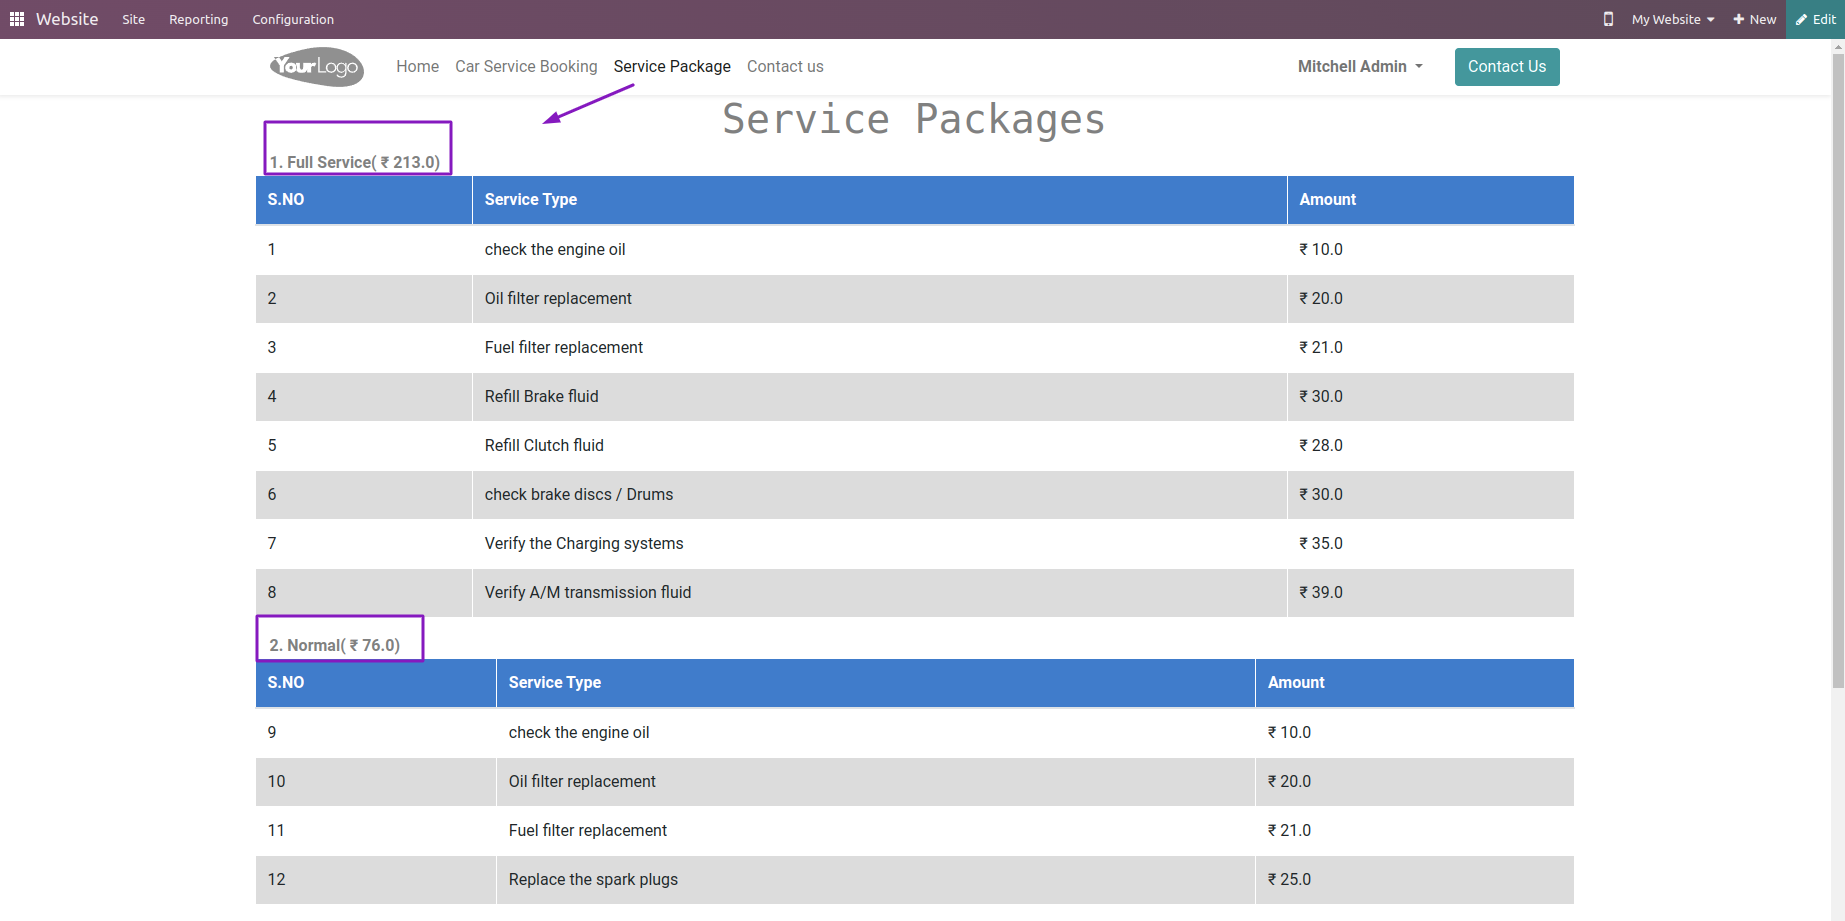 Website Site Reporting Configuration My Website New Edit
YourLogo Home Car Service Booking Service Package Contact us Mitchell Admin Contact Us
Service Packages
1. Full Service( ₹ 213.0)
S.NO Service Type Amount
1 check the engine oil ₹ 10.0
2 Oil filter replacement ₹ 20.0
3 Fuel filter replacement ₹ 21.0
4 Refill Brake fluid ₹ 30.0
5 Refill Clutch fluid ₹ 28.0
6 check brake discs / Drums ₹ 30.0
7 Verify the Charging systems ₹ 35.0
8 Verify A/M transmission fluid ₹ 39.0
2. Normal( ₹ 76.0)
S.NO Service Type Amount
9 check the engine oil ₹ 10.0
10 Oil filter replacement ₹ 20.0
11 Fuel filter replacement ₹ 21.0
12 Replace the spark plugs ₹ 25.0